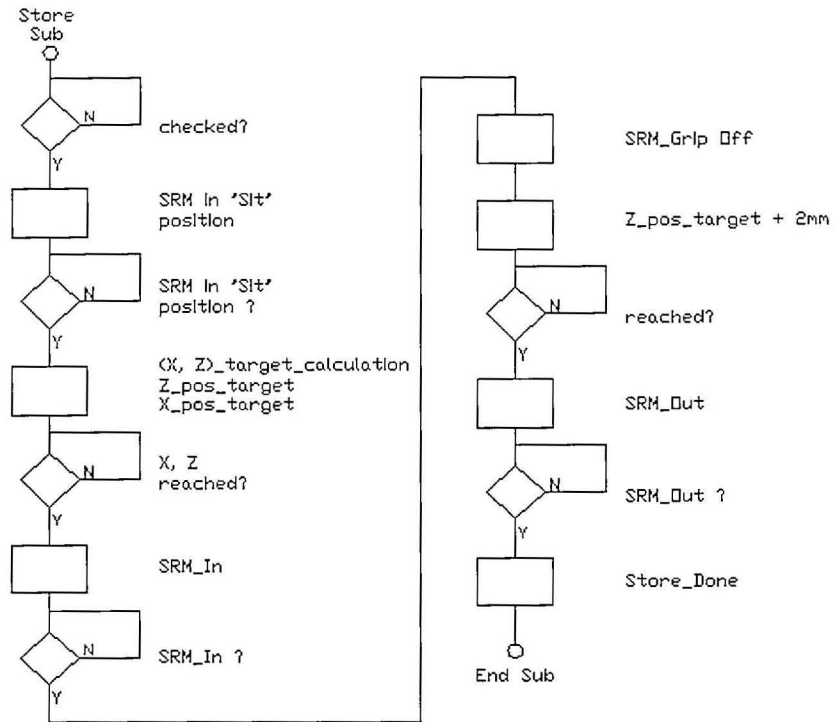 Store
Sub
N
checked?
Y
SRM in 'Sit'
position
N
SRM in 'Sit'
position ?
Y
(X, Z)_target_calculation
Z_pos_target
X_pos_target
X, Z
N
reached?
Y
SRM_In
N
SRM_In ?
Y
SRM_Grip Off
Z_pos_target + 2mm
N
reached?
Y
SRM_Out
N
SRM_Out ?
Y
Store_Done
End Sub